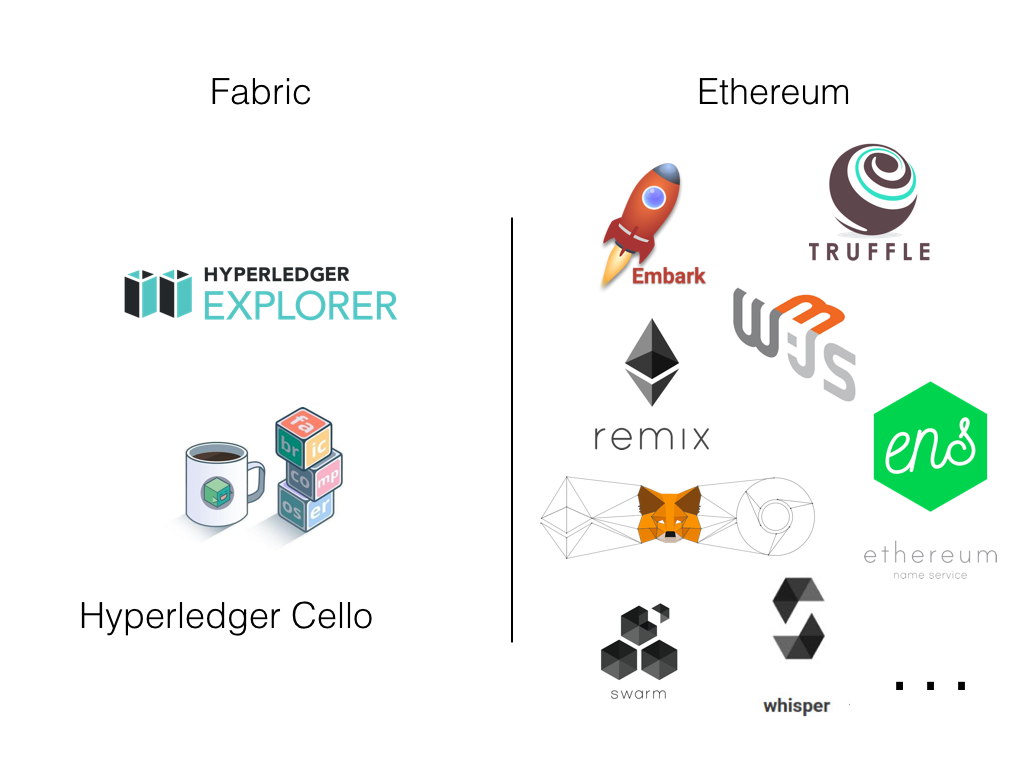 Fabric
Ethereum
HYPERLEDGER
EXPLORER
fa
br ic
co mp
os er
Hyperledger Cello
Embark
TRUFFLE
W3JS
remix
ens
ethereum
name service
swarm
whisper
...